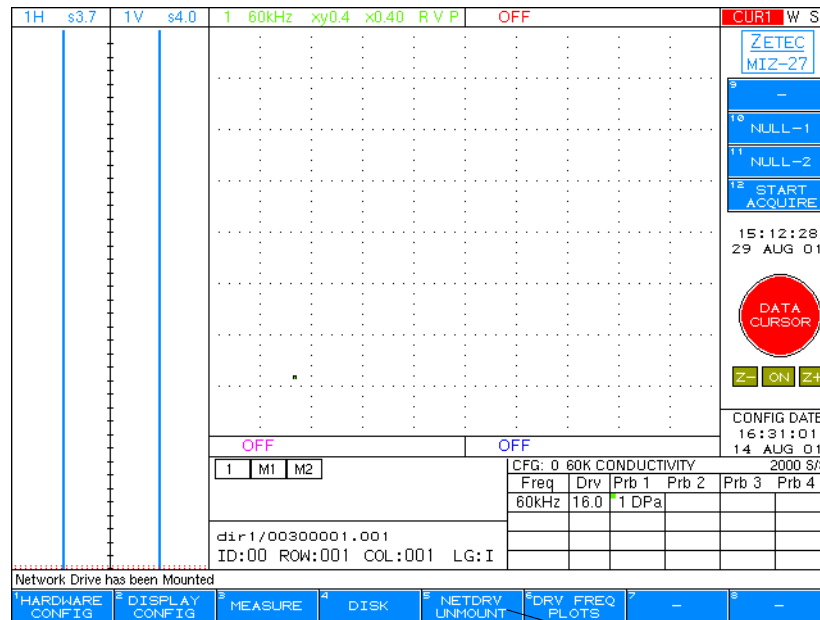 1H s3.7 1V s4.0 1 60kHz xy0.4 x0.40 R V P OFF CUR1 W S
ZETEC
MIZ-27
9 -
10 NULL-1
11 NULL-2
12 START
ACQUIRE
15:12:28
29 AUG 01
DATA
CURSOR
Z- ON Z+
CONFIG DATE
16:31:01
14 AUG 01
OFF OFF
1 M1 M2
CFG: 0 60K CONDUCTIVITY 2000 S/
Freq Drv Prb 1 Prb 2 Prb 3 Prb 4
60kHz 16.0 1 DPa
dir1/00300001.001
ID:00 ROW:001 COL:001 LG:I
Network Drive has been Mounted
1 HARDWARE
CONFIG
2 DISPLAY
CONFIG
3 MEASURE
4 DISK
5 NETDRV
UNMOUNT
6 DRV FREQ
PLOTS
7 -
8 -